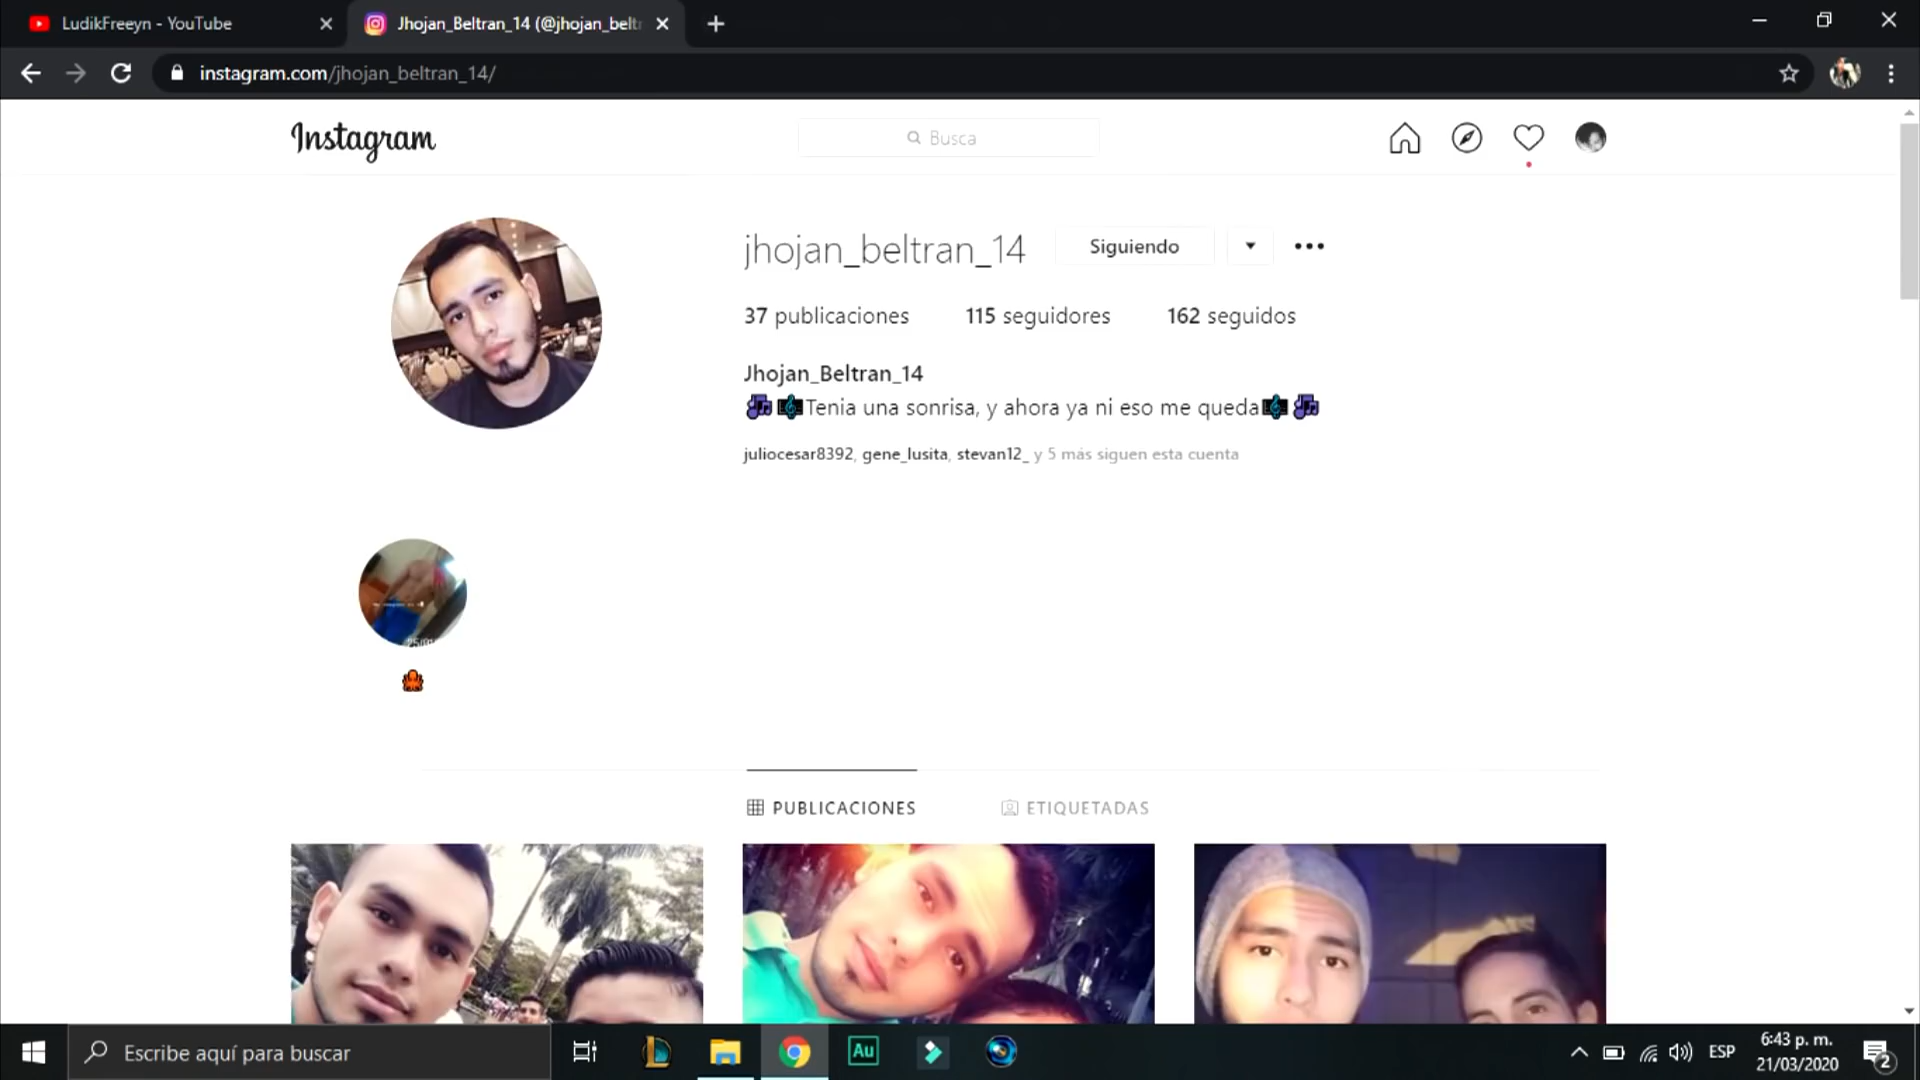 LudikFreeyn - YouTube
Jhojan_Beltran_14 (@jhojan_belt
instagram.com/jhojan_beltran_14/
Instagram
Busca
jhojan_beltran_14
Siguiendo
37 publicaciones
115 seguidores
162 seguidos
Jhojan_Beltran_14
Tenia una sonrisa, y ahora ya ni eso me queda
juliocesar8392, gene_lusita, stevan12_ y 5 más siguen esta cuenta
PUBLICACIONES
ETIQUETADAS
Escribe aquí para buscar
Au
ESP
6:43 p. m.
21/03/2020
2